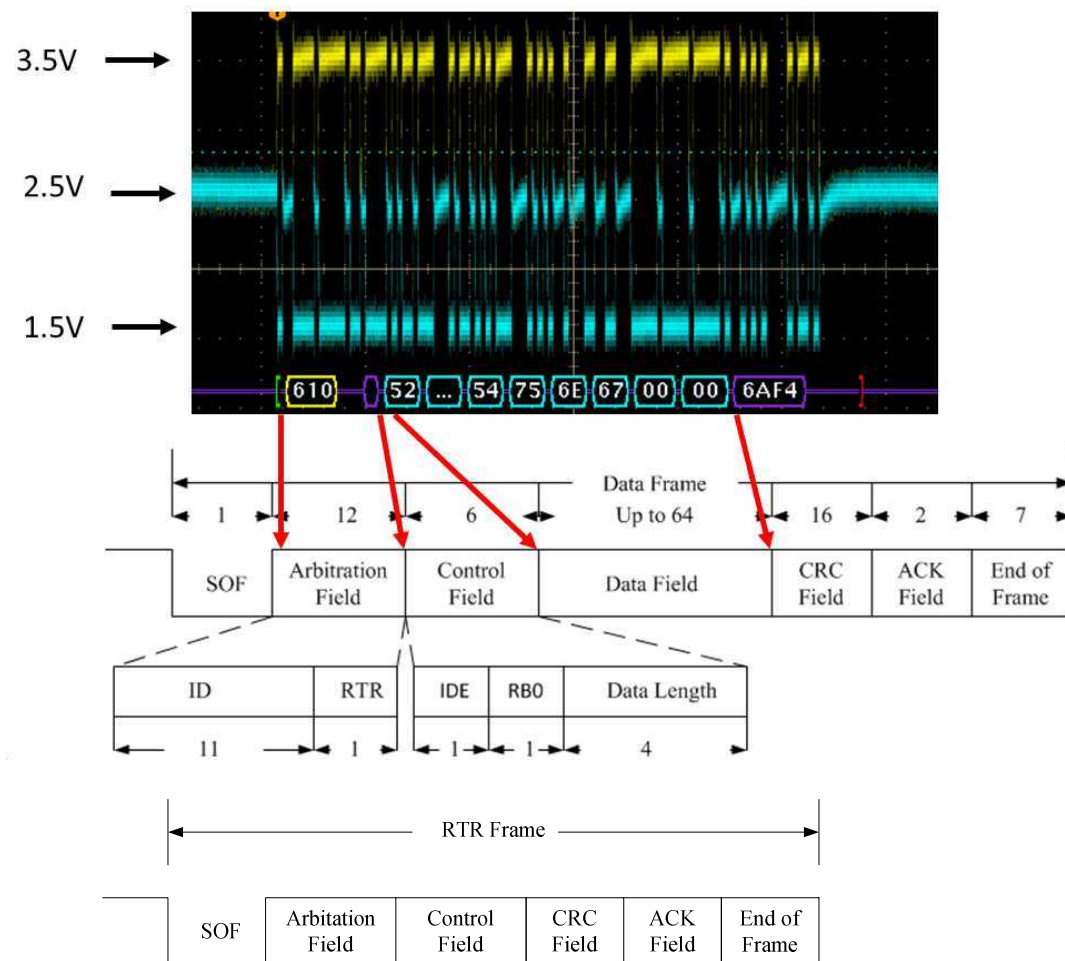 T
3.5V
2.5V
1.5V
610 52 ... 54 75 6E 67 00 00 6AF4
Data Frame
1 12 6 Up to 64 16 2 7
SOF
Arbitration
Field
Control
Field
Data Field
CRC
Field
ACK
Field
End of
Frame
ID RTR IDE RB0 Data Length
11 1 1 1 4
RTR Frame
SOF
Arbitation
Field
Control
Field
CRC
Field
ACK
Field
End of
Frame